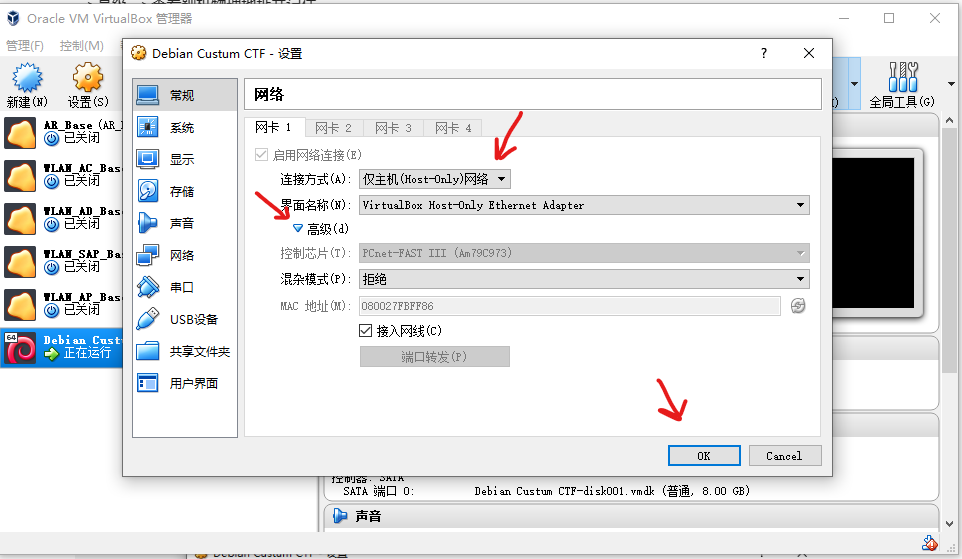 Oracle VM VirtualBox 管理器
管理(F) 控制(M)
Debian Custum CTF - 设置
?
新建(N) 设置(S)
全局工具(G)
AR_Base (AR_
已关闭
WLAN_AC_Bas
已关闭
WLAN_AD_Bas
已关闭
WLAN_SAP_Ba
已关闭
WLAN_AP_Bas
已关闭
64
Debian Cust
正在运行
常规
系统
显示
存储
声音
网络
串口
USB设备
共享文件夹
用户界面
网络
网卡 1 网卡 2 网卡 3 网卡 4
启用网络连接(E)
连接方式(A): 仅主机(Host-Only)网络
界面名称(N): VirtualBox Host-Only Ethernet Adapter
高级(d)
控制芯片(T): PCnet-FAST III (Am79C973)
混杂模式(P): 拒绝
MAC 地址(M): 080027FBFF86
接入网线(C)
端口转发(P)
OK Cancel
控制器: SATA
SATA 端口 0: Debian Custum CTF-disk001.vmdk (普通, 8.00 GB)
声音
Debian Custum CTF - 设置